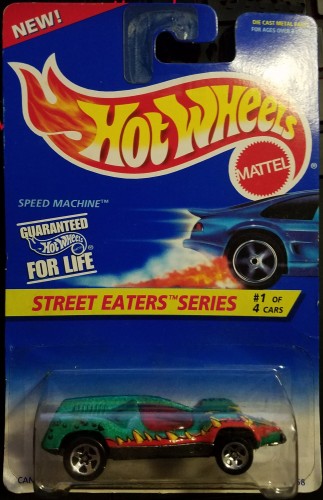 NEW!
DIE CAST METAL
FOR AGES OVER
HOT WHEELS
MATTEL
SPEED MACHINE™
GUARANTEED
HOT WHEELS
FOR LIFE
STREET EATERS™ SERIES
#1 OF
4 CARS